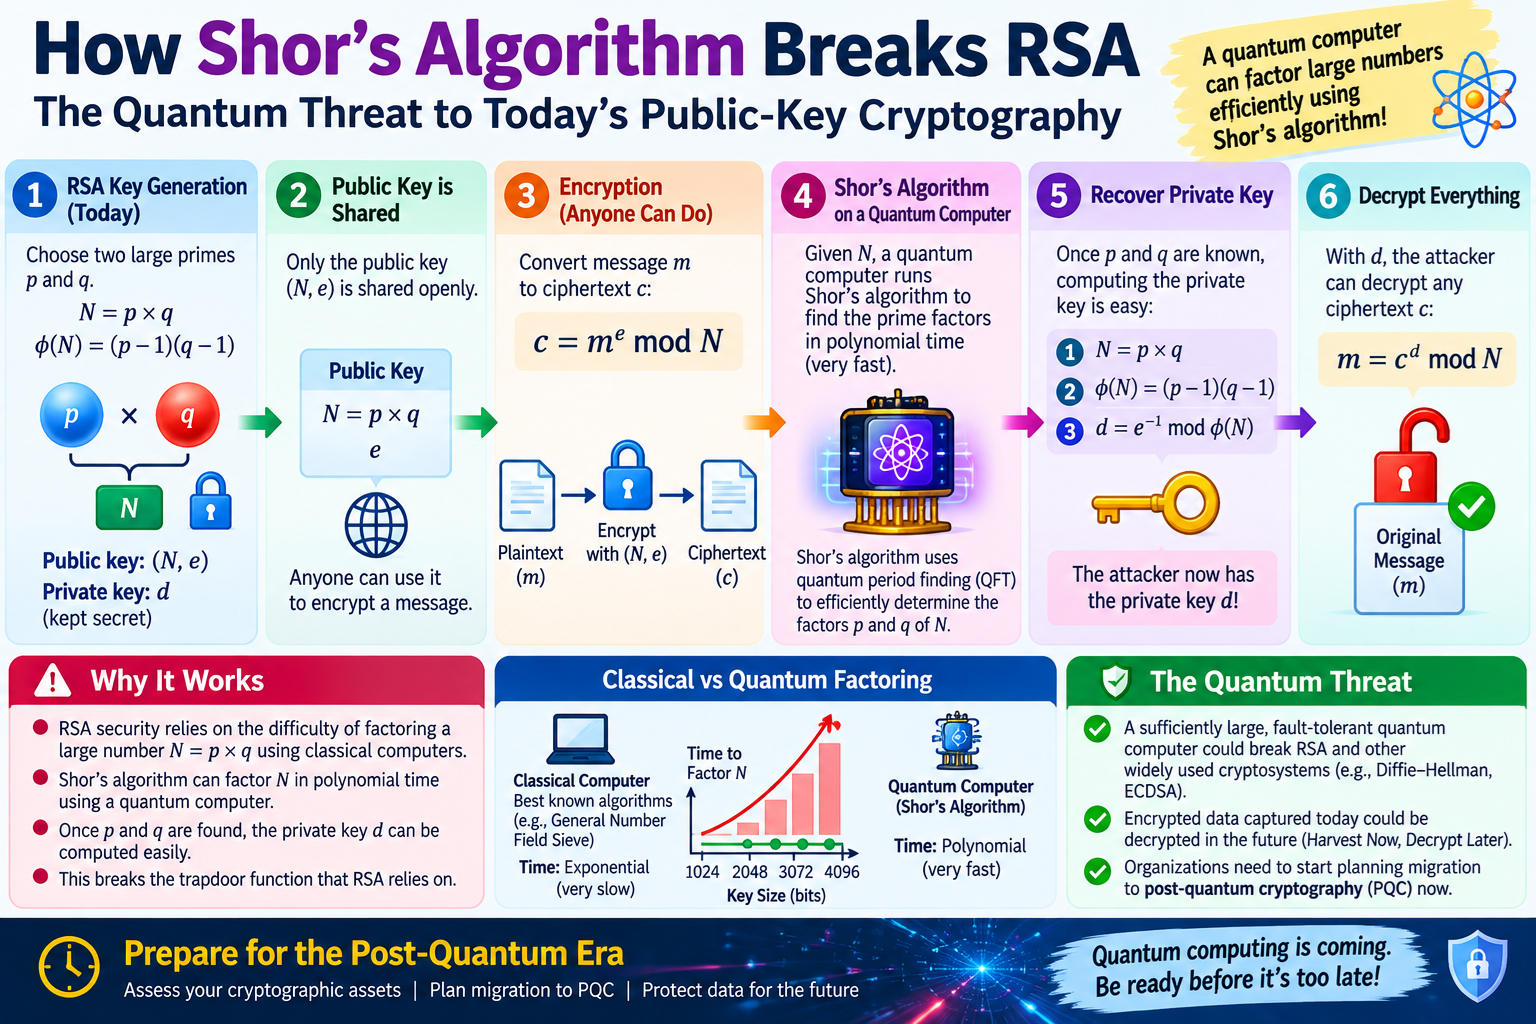 How Shor's Algorithm Breaks RSA
The Quantum Threat to Today's Public-Key Cryptography
A quantum computer
can factor large numbers
efficiently using
Shor's algorithm!
1
RSA Key Generation
(Today)
Choose two large primes
p and q.
N = p × q
ϕ(N) = (p − 1)(q − 1)
p × q
N
Public key: (N, e)
Private key: d
(kept secret)
2
Public Key is
Shared
Only the public key
(N, e) is shared openly.
Public Key
N = p × q
e
Anyone can use it
to encrypt a message.
3
Encryption
(Anyone Can Do)
Convert message m
to ciphertext c:
c = mᵉ mod N
Plaintext
(m)
Encrypt
with (N, e)
Ciphertext
(c)
4
Shor's Algorithm
on a Quantum Computer
Given N, a quantum
computer runs
Shor's algorithm to
find the prime factors
in polynomial time
(very fast).
Shor's algorithm uses
quantum period finding (QFT)
to efficiently determine the
factors p and q of N.
5
Recover Private Key
Once p and q are known,
computing the private
key is easy:
1 N = p × q
2 ϕ(N) = (p − 1)(q − 1)
3 d = e⁻¹ mod ϕ(N)
The attacker now has
the private key d!
6
Decrypt Everything
With d, the attacker
can decrypt any
ciphertext c:
m = cᵈ mod N
Original
Message
(m)
Why It Works
RSA security relies on the difficulty of factoring a
large number N = p × q using classical computers.
Shor's algorithm can factor N in polynomial time
using a quantum computer.
Once p and q are found, the private key d can be
computed easily.
This breaks the trapdoor function that RSA relies on.
Classical vs Quantum Factoring
Classical Computer
Best known algorithms
(e.g., General Number
Field Sieve)
Time: Exponential
(very slow)
Time to
Factor N
1024 2048 3072 4096
Key Size (bits)
Quantum Computer
(Shor's Algorithm)
Time: Polynomial
(very fast)
The Quantum Threat
A sufficiently large, fault-tolerant quantum
computer could break RSA and other
widely used cryptosystems (e.g., Diffie–Hellman,
ECDSA).
Encrypted data captured today could be
decrypted in the future (Harvest Now, Decrypt Later).
Organizations need to start planning migration
to post-quantum cryptography (PQC) now.
Prepare for the Post-Quantum Era
Assess your cryptographic assets | Plan migration to PQC | Protect data for the future
Quantum computing is coming.
Be ready before it's too late!